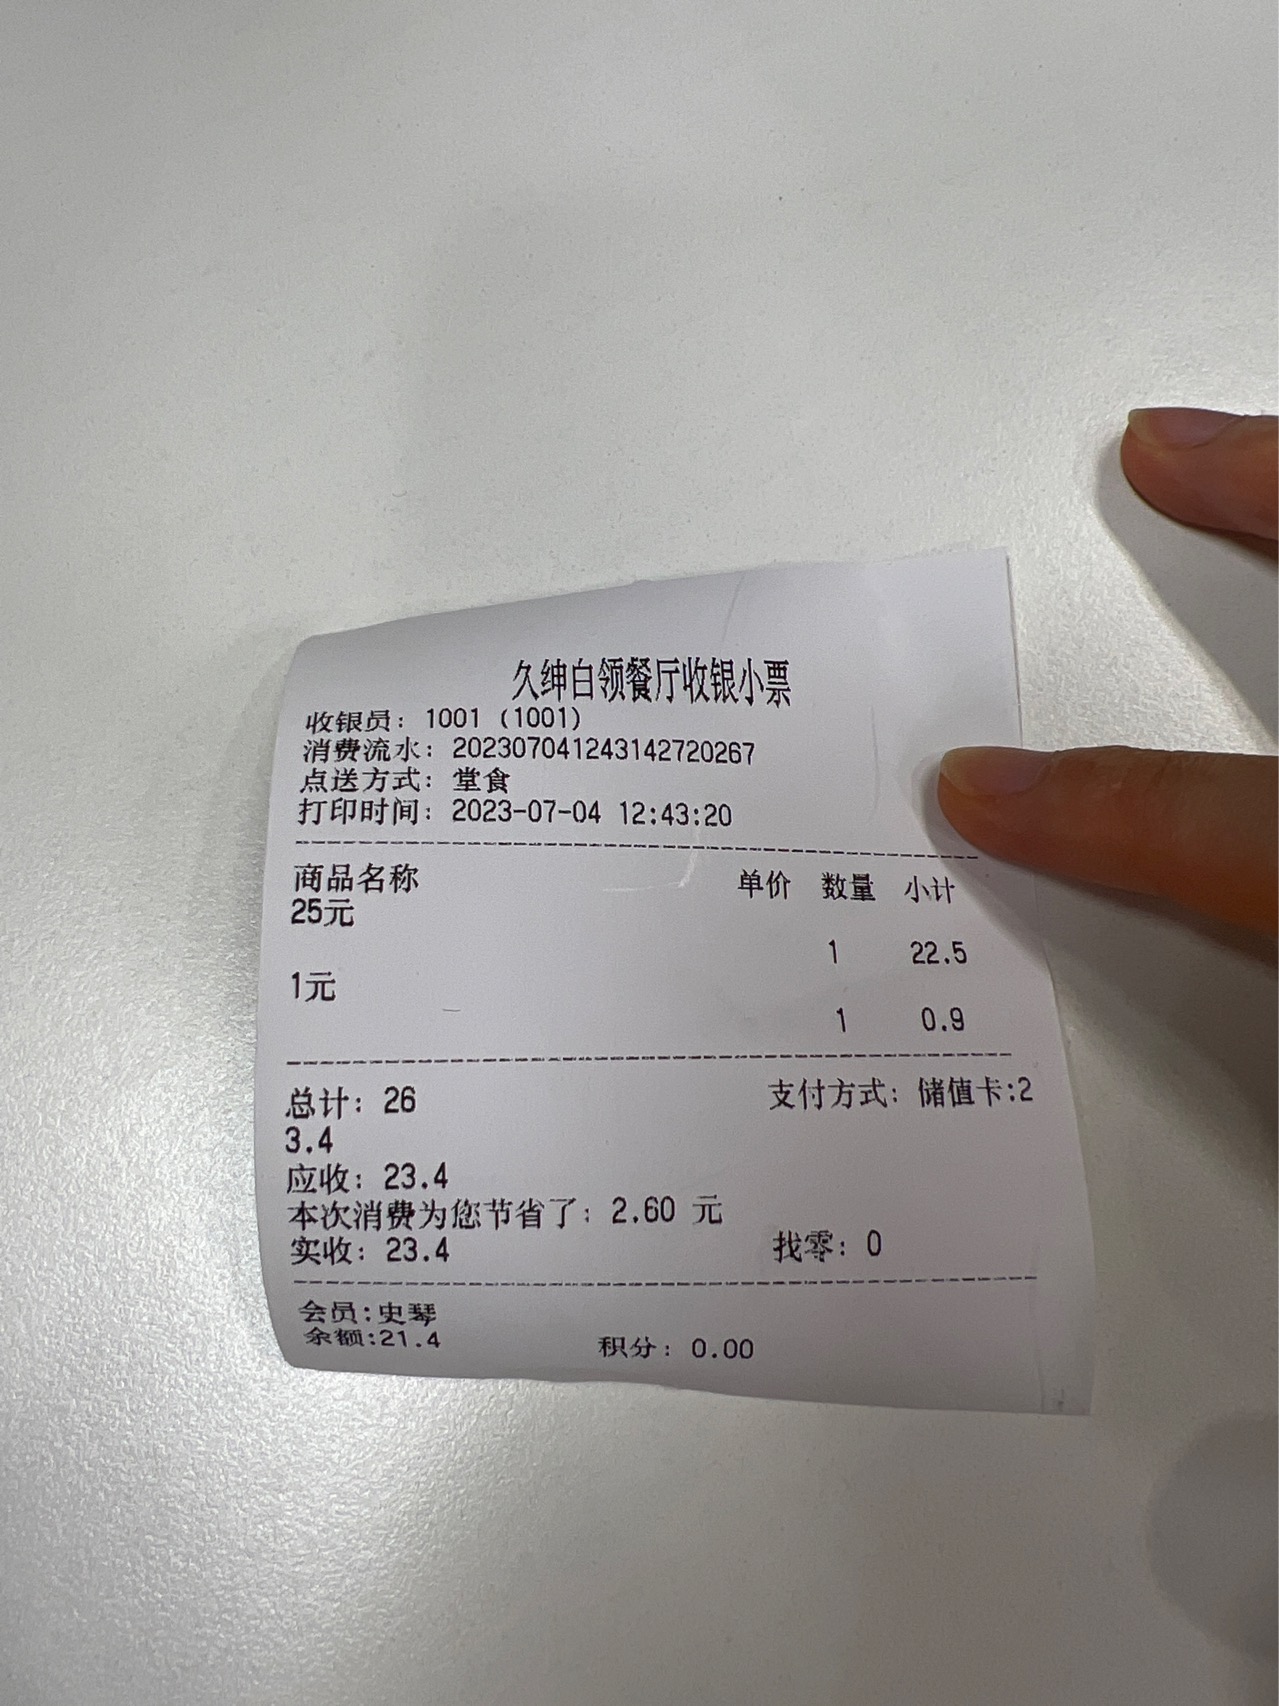 久绅白领餐厅收银小票
收银员：1001（1001）
消费流水：202307041243142720267
点送方式：堂食
打印时间：2023-07-04 12:43:20
商品名称 单价 数量 小计
25元
1 22.5
1元
1 0.9
总计：26 支付方式：储值卡:2
3.4
应收：23.4
本次消费为您节省了：2.60 元
实收：23.4 找零：0
会员:史琴
余额:21.4 积分：0.00